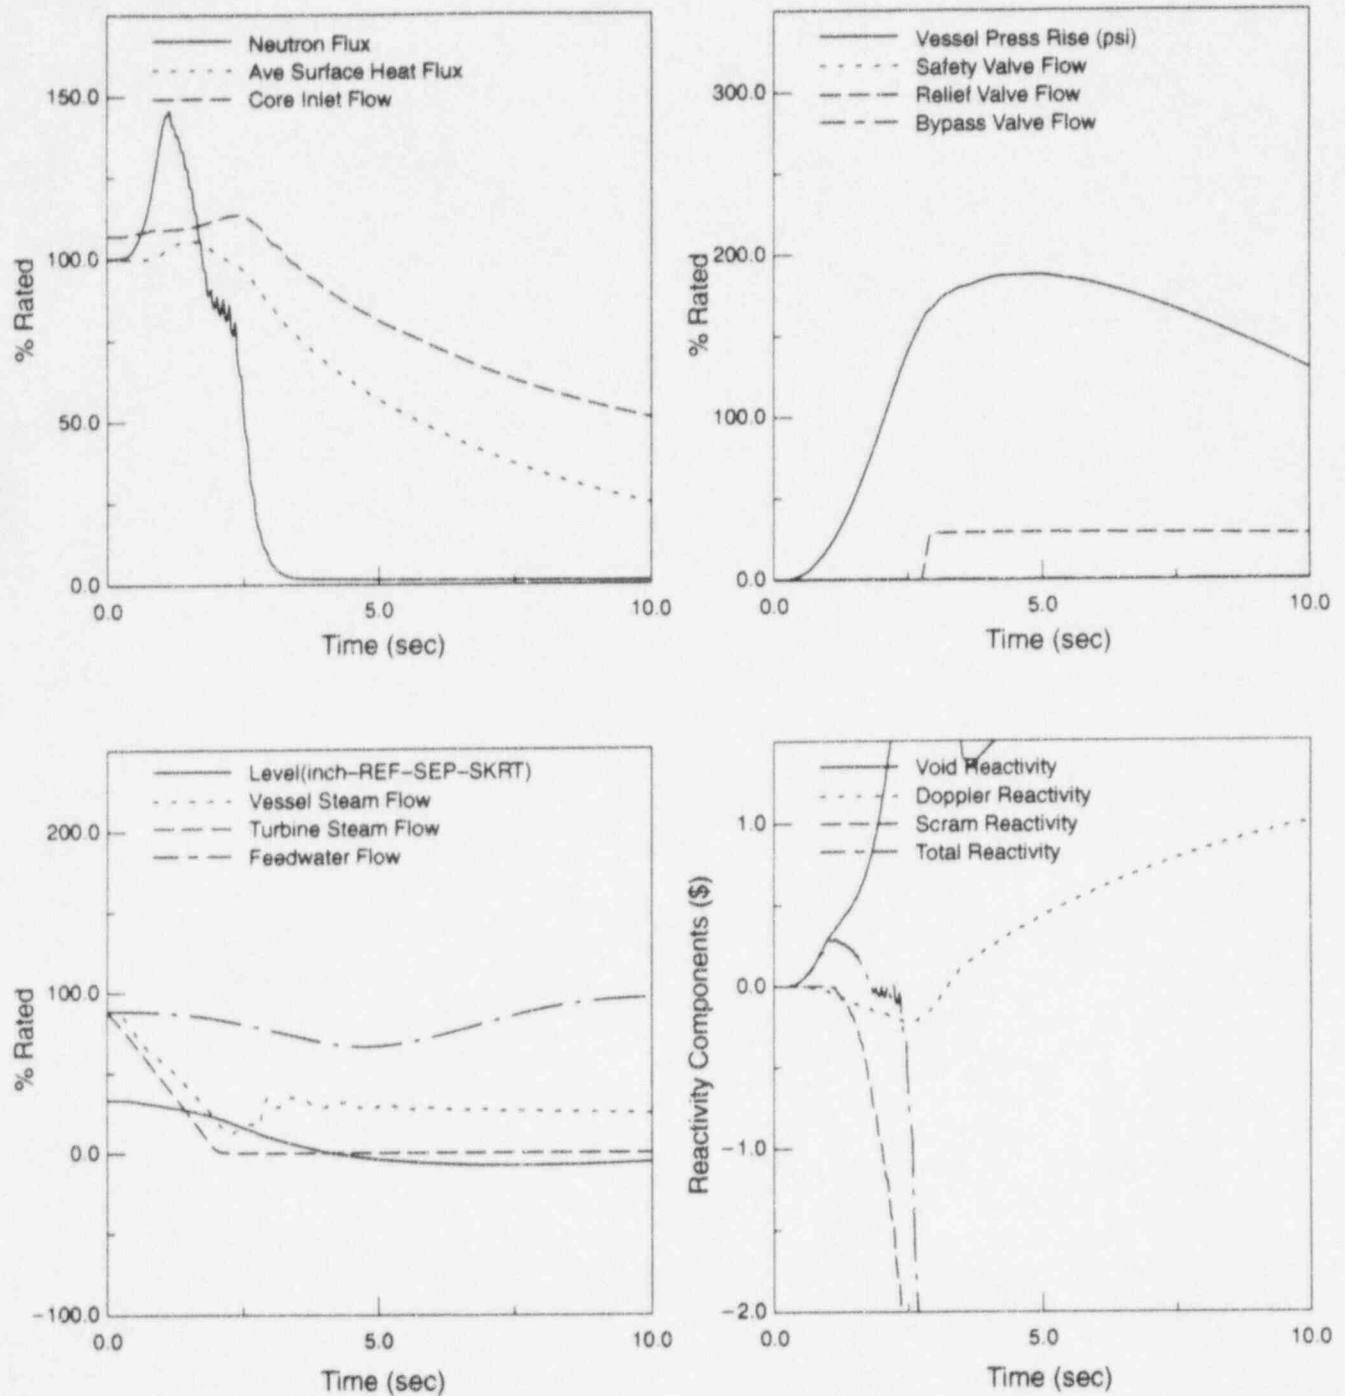 Neutron Flux
Ave Surface Heat Flux
Core Inlet Flow
150.0
100.0
50.0
0.0
% Rated
0.0
5.0
10.0
Time (sec)
Vessel Press Rise (psi)
Safety Valve Flow
Relief Valve Flow
Bypass Valve Flow
300.0
200.0
100.0
0.0
% Rated
0.0
5.0
10.0
Time (sec)
Level(inch-REF-SEP-SKRT)
Vessel Steam Flow
Turbine Steam Flow
Feedwater Flow
200.0
100.0
0.0
-100.0
% Rated
0.0
5.0
10.0
Time (sec)
Void Reactivity
Doppler Reactivity
Scram Reactivity
Total Reactivity
1.0
0.0
-1.0
-2.0
Reactivity Components ($)
0.0
5.0
10.0
Time (sec)